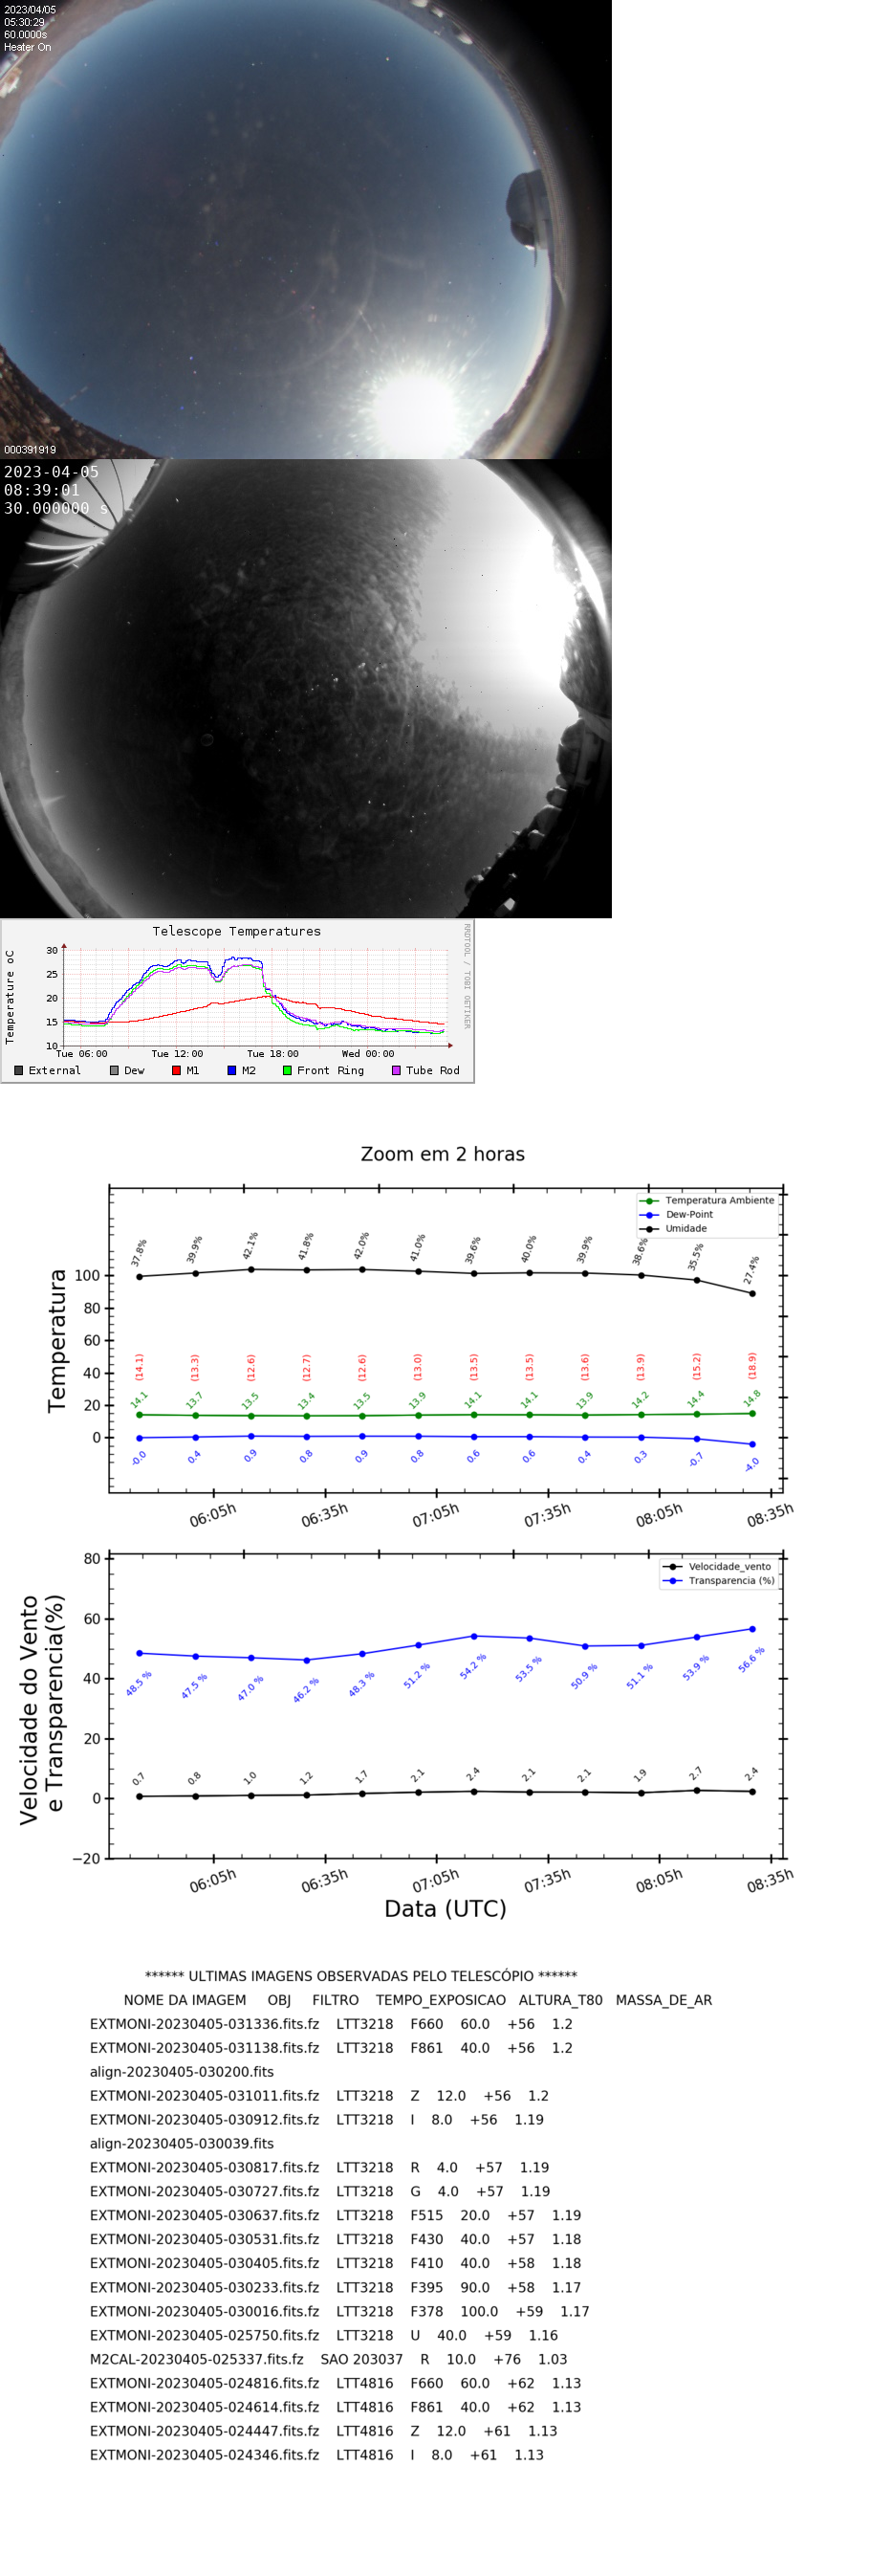 2023/04/05
05:30:29
60.0000s
Heater On
000391919
2023-04-05
08:39:01
30.000000 s
Telescope Temperatures
RRDTOOL / TOBI OETIKER
Temperature oC
30
25
20
15
10
Tue 06:00 Tue 12:00 Tue 18:00 Wed 00:00
External Dew M1 M2 Front Ring Tube Rod
Zoom em 2 horas
Temperatura Ambiente
Dew-Point
Umidade
Temperatura
100
80
60
40
20
0
37.8% 39.9% 42.1% 41.8% 42.0% 41.0% 39.6% 40.0% 39.9% 38.6% 35.5% 27.4%
(14.1) (13.3) (12.6) (12.7) (12.6) (13.0) (13.5) (13.5) (13.6) (13.9) (15.2) (18.9)
14.1 13.7 13.5 13.4 13.5 13.9 14.1 14.1 13.9 14.2 14.4 14.8
-0.0 0.4 0.9 0.8 0.9 0.8 0.6 0.6 0.4 0.3 -0.7 -4.0
06:05h 06:35h 07:05h 07:35h 08:05h 08:35h
Velocidade_vento
Transparencia (%)
Velocidade do Vento
e Transparencia(%)
80
60
40
20
0
−20
48.5 % 47.5 % 47.0 % 46.2 % 48.3 % 51.2 % 54.2 % 53.5 % 50.9 % 51.1 % 53.9 % 56.6 %
0.7 0.8 1.0 1.2 1.7 2.1 2.4 2.1 2.1 1.9 2.7 2.4
06:05h 06:35h 07:05h 07:35h 08:05h 08:35h
Data (UTC)
****** ULTIMAS IMAGENS OBSERVADAS PELO TELESCÓPIO ******
NOME DA IMAGEM OBJ FILTRO TEMPO_EXPOSICAO ALTURA_T80 MASSA_DE_AR
EXTMONI-20230405-031336.fits.fz LTT3218 F660 60.0 +56 1.2
EXTMONI-20230405-031138.fits.fz LTT3218 F861 40.0 +56 1.2
align-20230405-030200.fits
EXTMONI-20230405-031011.fits.fz LTT3218 Z 12.0 +56 1.2
EXTMONI-20230405-030912.fits.fz LTT3218 I 8.0 +56 1.19
align-20230405-030039.fits
EXTMONI-20230405-030817.fits.fz LTT3218 R 4.0 +57 1.19
EXTMONI-20230405-030727.fits.fz LTT3218 G 4.0 +57 1.19
EXTMONI-20230405-030637.fits.fz LTT3218 F515 20.0 +57 1.19
EXTMONI-20230405-030531.fits.fz LTT3218 F430 40.0 +57 1.18
EXTMONI-20230405-030405.fits.fz LTT3218 F410 40.0 +58 1.18
EXTMONI-20230405-030233.fits.fz LTT3218 F395 90.0 +58 1.17
EXTMONI-20230405-030016.fits.fz LTT3218 F378 100.0 +59 1.17
EXTMONI-20230405-025750.fits.fz LTT3218 U 40.0 +59 1.16
M2CAL-20230405-025337.fits.fz SAO 203037 R 10.0 +76 1.03
EXTMONI-20230405-024816.fits.fz LTT4816 F660 60.0 +62 1.13
EXTMONI-20230405-024614.fits.fz LTT4816 F861 40.0 +62 1.13
EXTMONI-20230405-024447.fits.fz LTT4816 Z 12.0 +61 1.13
EXTMONI-20230405-024346.fits.fz LTT4816 I 8.0 +61 1.13